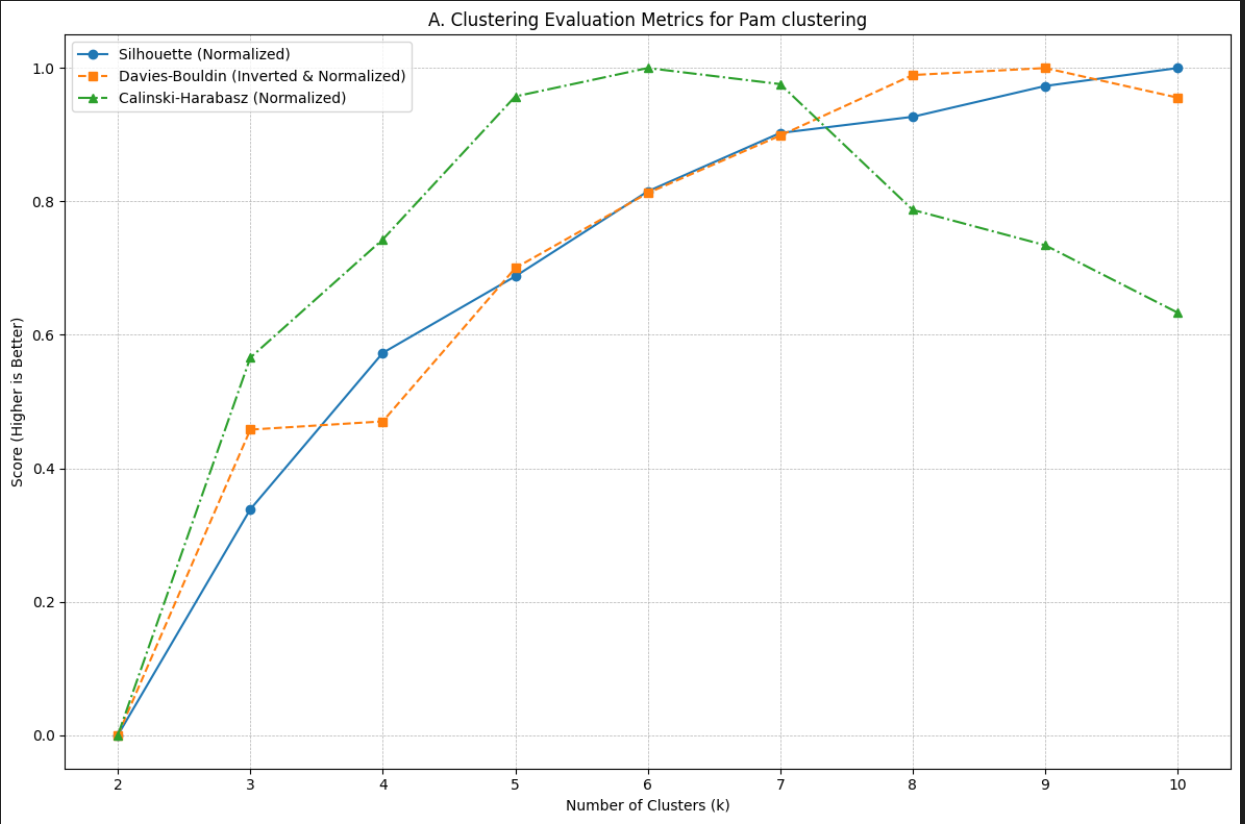 A. Clustering Evaluation Metrics for Pam clustering
Silhouette (Normalized)
Davies-Bouldin (Inverted & Normalized)
Calinski-Harabasz (Normalized)
Score (Higher is Better)
1.0
0.8
0.6
0.4
0.2
0.0
2 3 4 5 6 7 8 9 10
Number of Clusters (k)